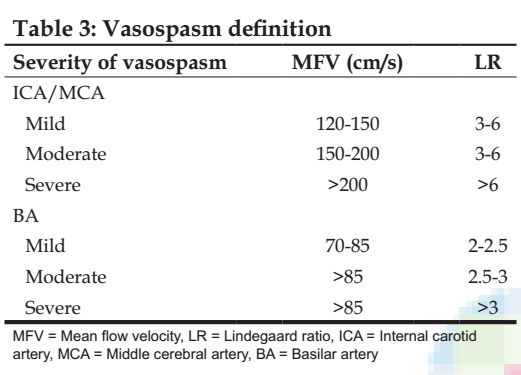 Table 3: Vasospasm definition
Severity of vasospasm MFV (cm/s) LR
ICA/MCA
Mild 120-150 3-6
Moderate 150-200 3-6
Severe >200 >6
BA
Mild 70-85 2-2.5
Moderate >85 2.5-3
Severe >85 >3
MFV = Mean flow velocity, LR = Lindegaard ratio, ICA = Internal carotid
artery, MCA = Middle cerebral artery, BA = Basilar artery